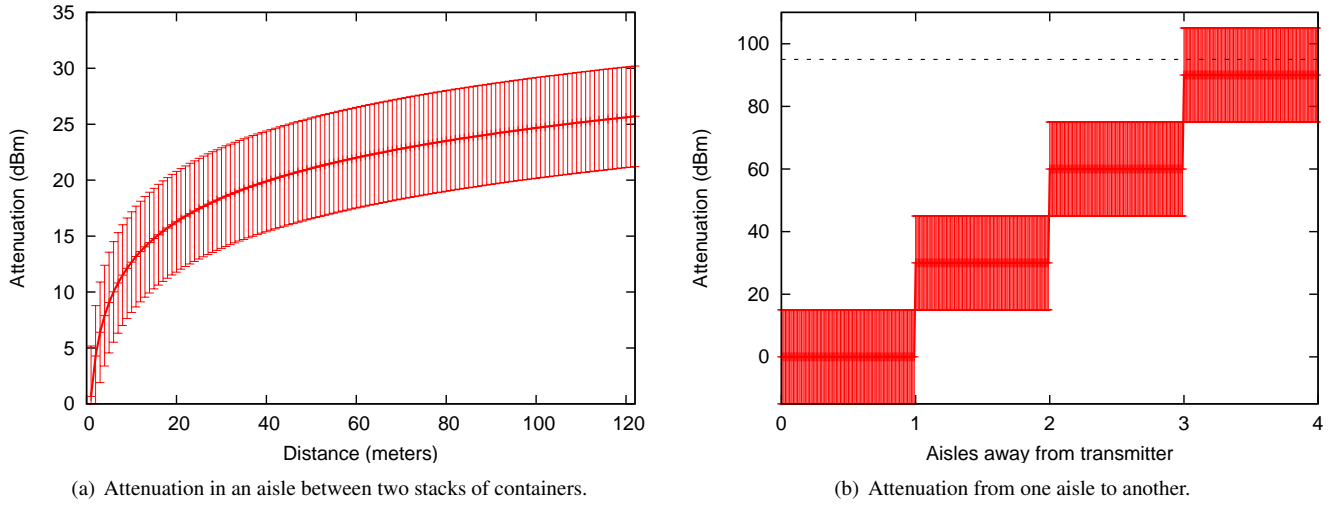 35
30
25
20
15
10
5
0
Attenuation (dBm)
0 20 40 60 80 100 120
Distance (meters)
(a) Attenuation in an aisle between two stacks of containers.
100
80
60
40
20
0
Attenuation (dBm)
0 1 2 3 4
Aisles away from transmitter
(b) Attenuation from one aisle to another.